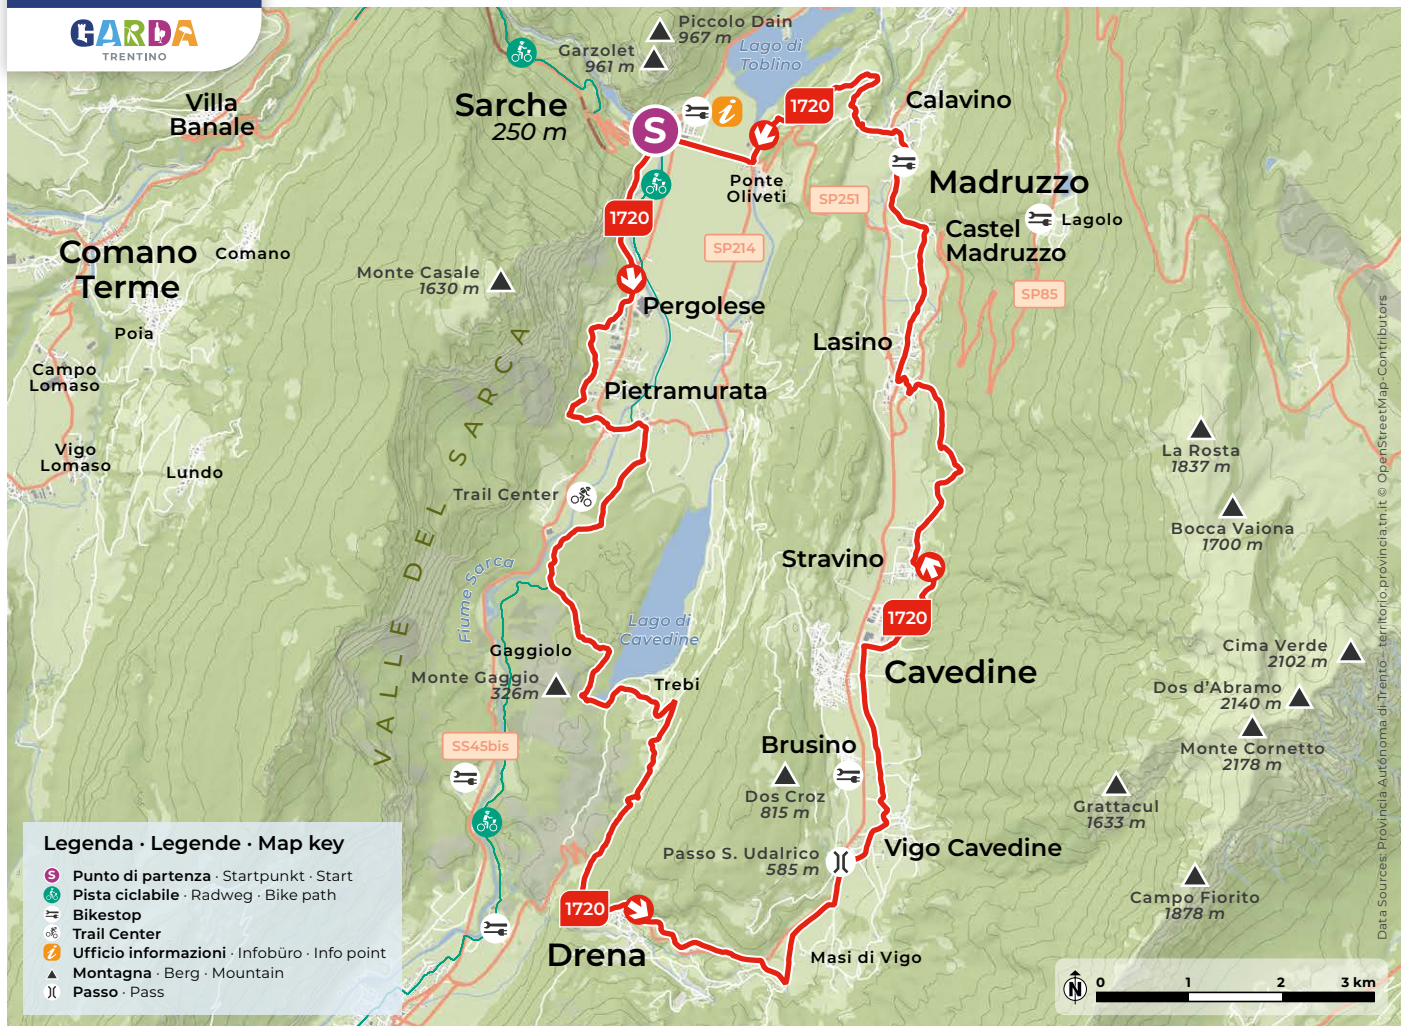 GARDA
TRENTINO
Piccolo Dain
967 m
Garzolet
961 m
Lago di
Toblino
Villa
Banale
Sarche
250 m
S
i
1720
Calavino
Ponte
Oliveti
Madruzzo
SP251
Castel
Madruzzo
Lagolo
1720
SP214
Comano
Terme
Comano
Monte Casale
1630 m
SP85
Pergolese
Poia
Lasino
Campo
Lomaso
Pietramurata
VALLE DEL SARCA
Vigo
Lomaso
Lundo
La Rosta
1837 m
Trail Center
Bocca Vaiona
1700 m
Stravino
Fiume Sarca
Lago di
Cavedine
1720
Gaggiolo
Monte Gaggio
326m
Trebi
Cavedine
Cima Verde
2102 m
Dos d'Abramo
2140 m
SS45bis
Brusino
Monte Cornetto
2178 m
Dos Croz
815 m
Grattacul
1633 m
Passo S. Udalrico
585 m
Vigo Cavedine
Campo Fiorito
1878 m
1720
Drena
Masi di Vigo
Legenda · Legende · Map key
S Punto di partenza · Startpunkt · Start
Pista ciclabile · Radweg · Bike path
Bikestop
Trail Center
i Ufficio informazioni · Infobüro · Info point
Montagna · Berg · Mountain
Passo · Pass
N
0 1 2 3 km
Data Sources: Provincia Autonoma di Trento - territorio.provincia.tn.it © OpenStreetMap-Contributors